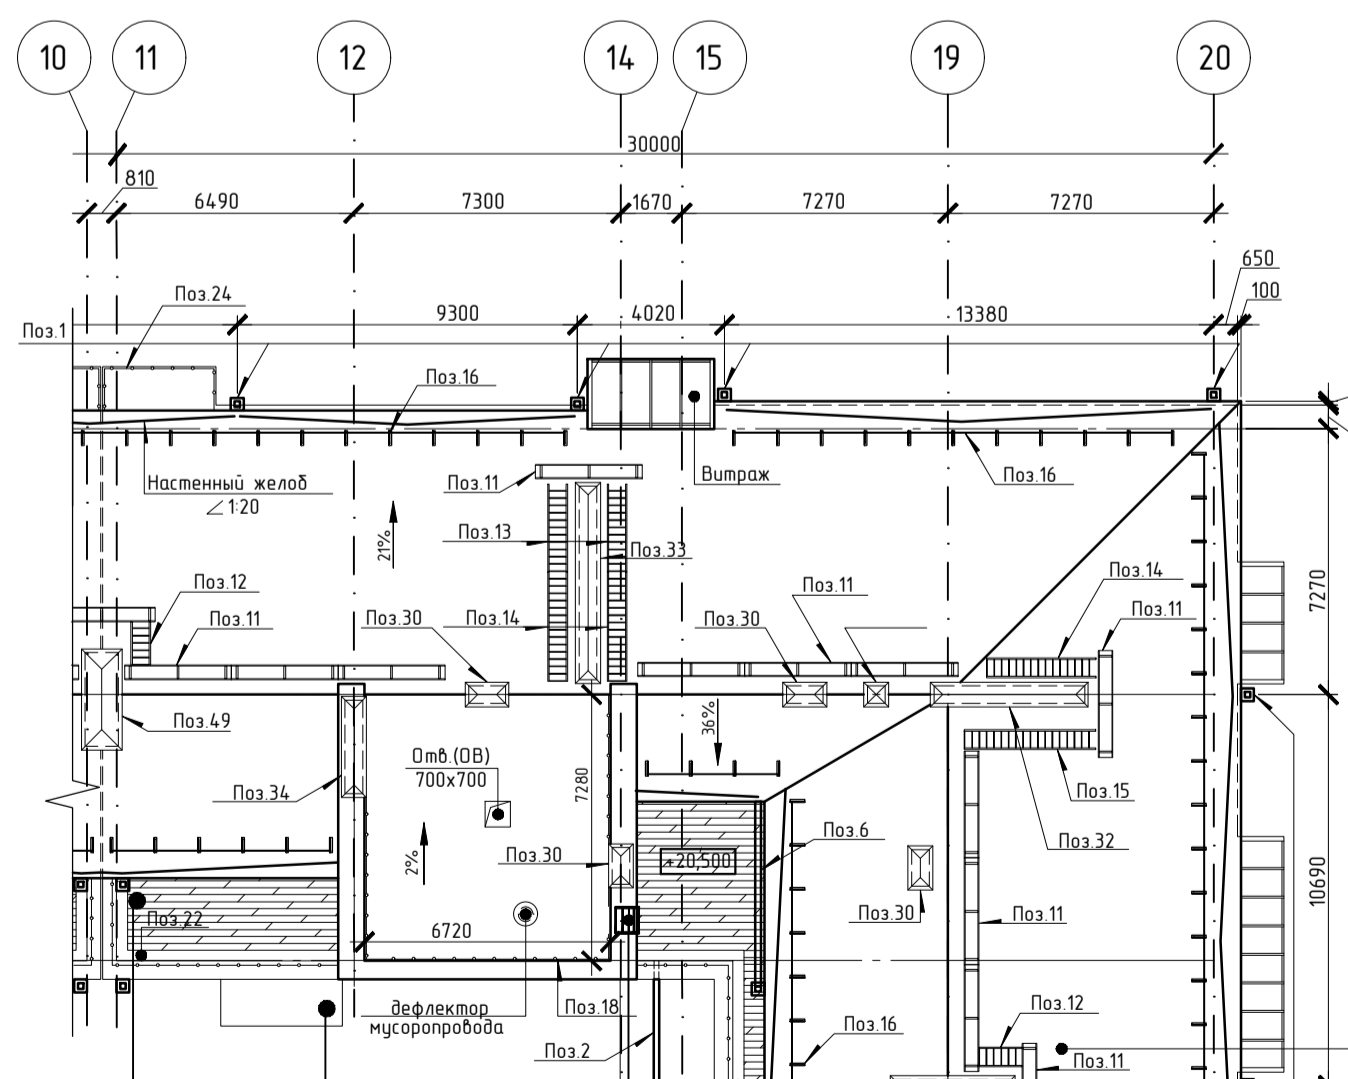 10 11 12 14 15 19 20
30000
810
6490 7300 1670 7270 7270
650
100
Поз.24
9300 4020 13380
Поз.1
Поз.16
Настенный желоб
1:20
Поз.11
Витраж
Поз.16
21%
Поз.13
Поз.33
Поз.12
Поз.14
Поз.11
7270
Поз.11
Поз.30
Поз.14
Поз.30
Поз.11
Поз.49
36%
Отв.(ОВ)
700х700
7280
Поз.34
Поз.15
Поз.6
Поз.32
2%
Поз.30
+20,500
10690
Поз.22
6720
Поз.30
Поз.11
дефлектор
мусоропровода
Поз.18
Поз.12
Поз.16
Поз.2
Поз.11